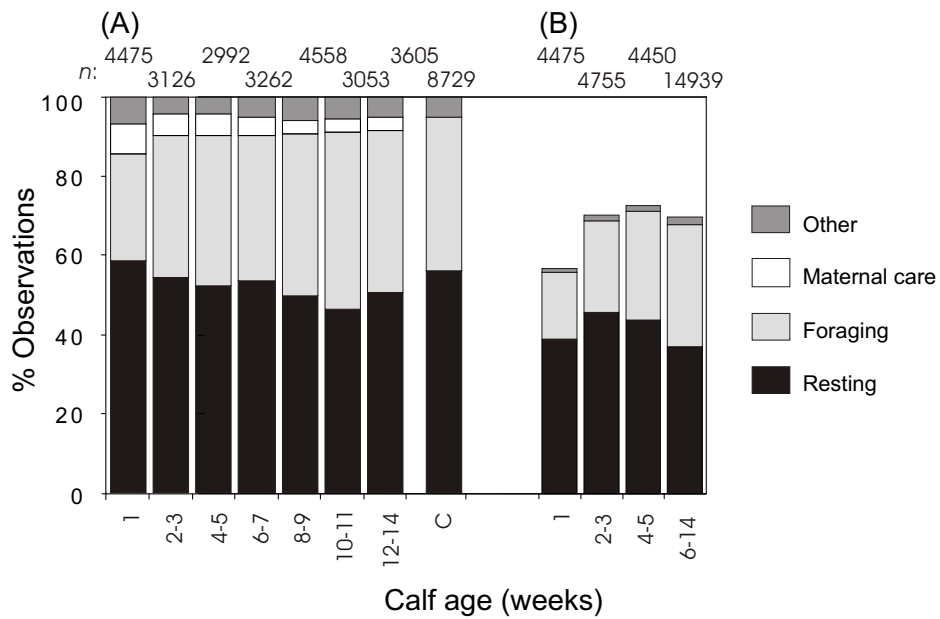 (A) (B)
4475 2992 4558 3605 4475 4450
n: 3126 3262 3053 8729 4755 14939
100
80
60
40
20
0
% Observations
Other
Maternal care
Foraging
Resting
1 2-3 4-5 6-7 8-9 10-11 12-14 C 1 2-3 4-5 6-14
Calf age (weeks)